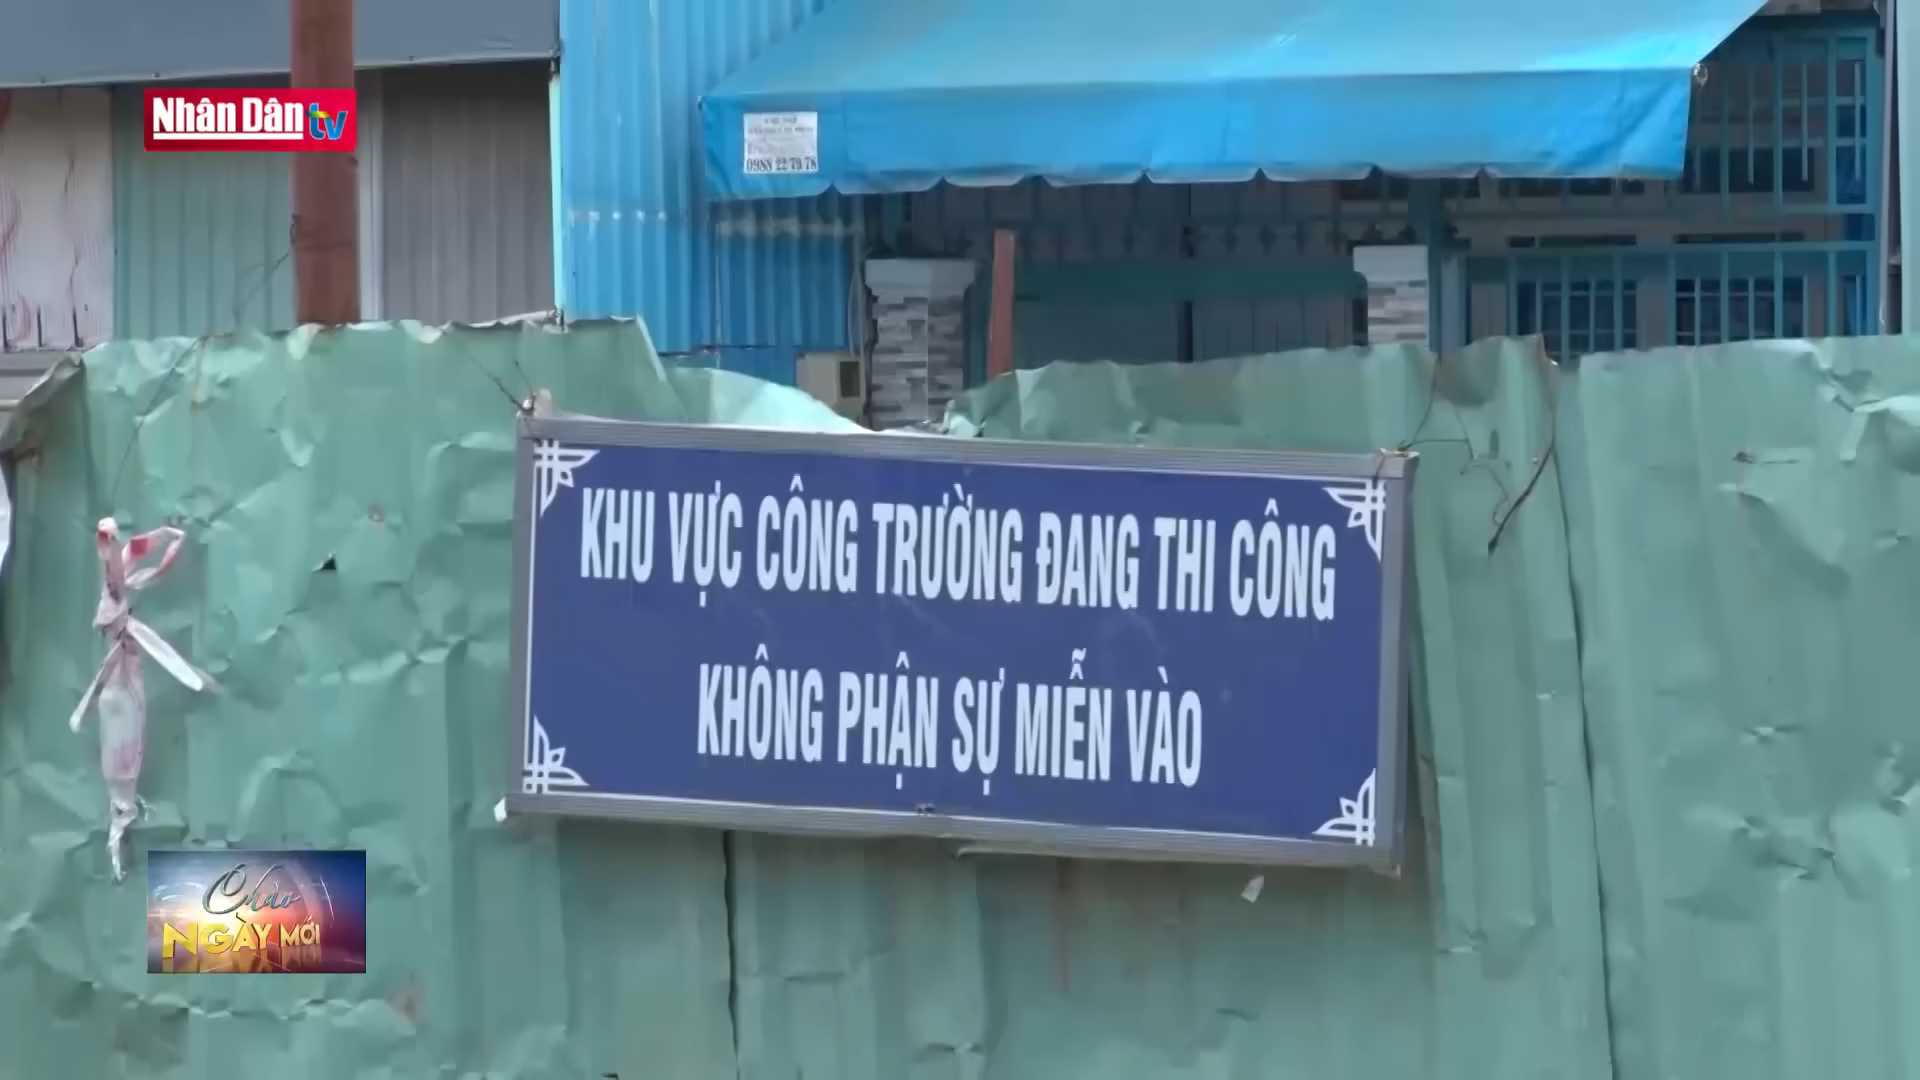 Nhân Dân tv
0988 22 79 78
KHU VỰC CÔNG TRƯỜNG ĐANG THI CÔNG
KHÔNG PHẬN SỰ MIỄN VÀO
Chào
NGÀY MỚI